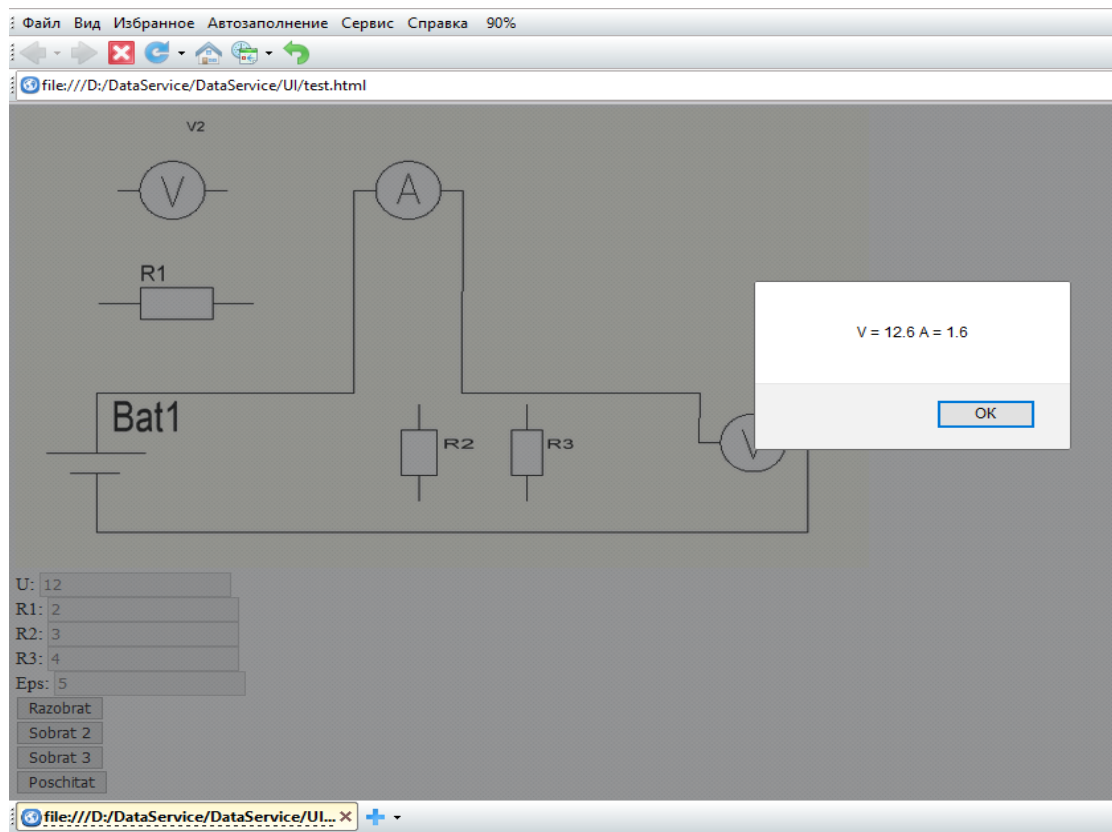 Файл Вид Избранное Автозаполнение Сервис Справка 90%
file:///D:/DataService/DataService/UI/test.html
V2
V
A
R1
V = 12.6 A = 1.6
OK
Bat1
R2
R3
V
U: 12
R1: 2
R2: 3
R3: 4
Eps: 5
Razobrat
Sobrat 2
Sobrat 3
Poschitat
file:///D:/DataService/DataService/UI...